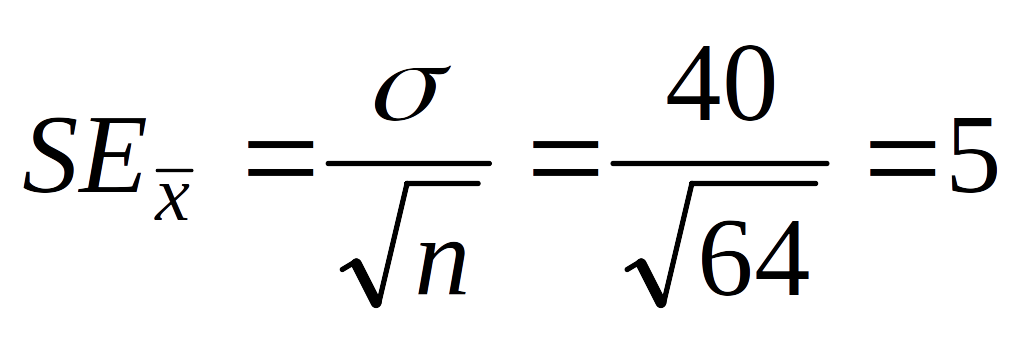 SE_x̅ = σ/√n = 40/√64 = 5